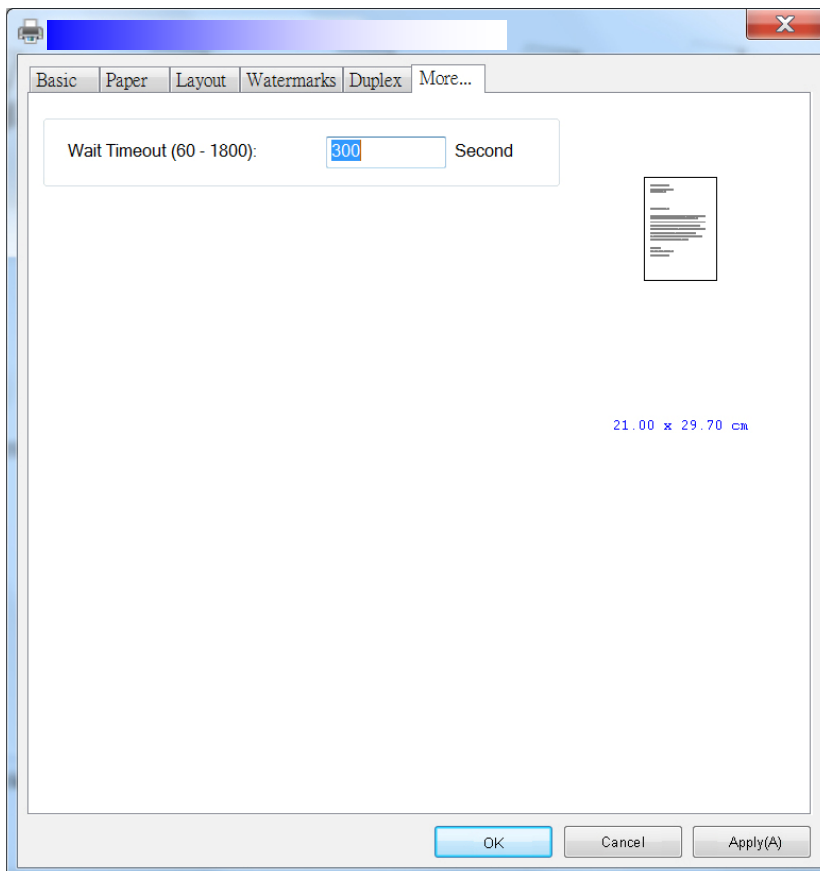 Basic Paper Layout Watermarks Duplex More...
Wait Timeout (60 - 1800): 300 Second
21.00 x 29.70 cm
OK Cancel Apply(A)